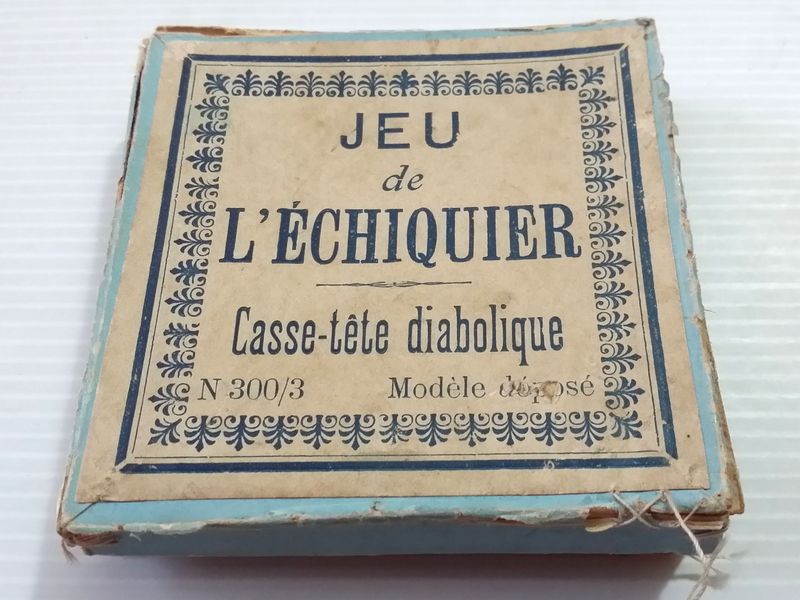 JEU
de
L'ÉCHIQUIER
Casse-tête diabolique
N 300/3 Modèle déposé